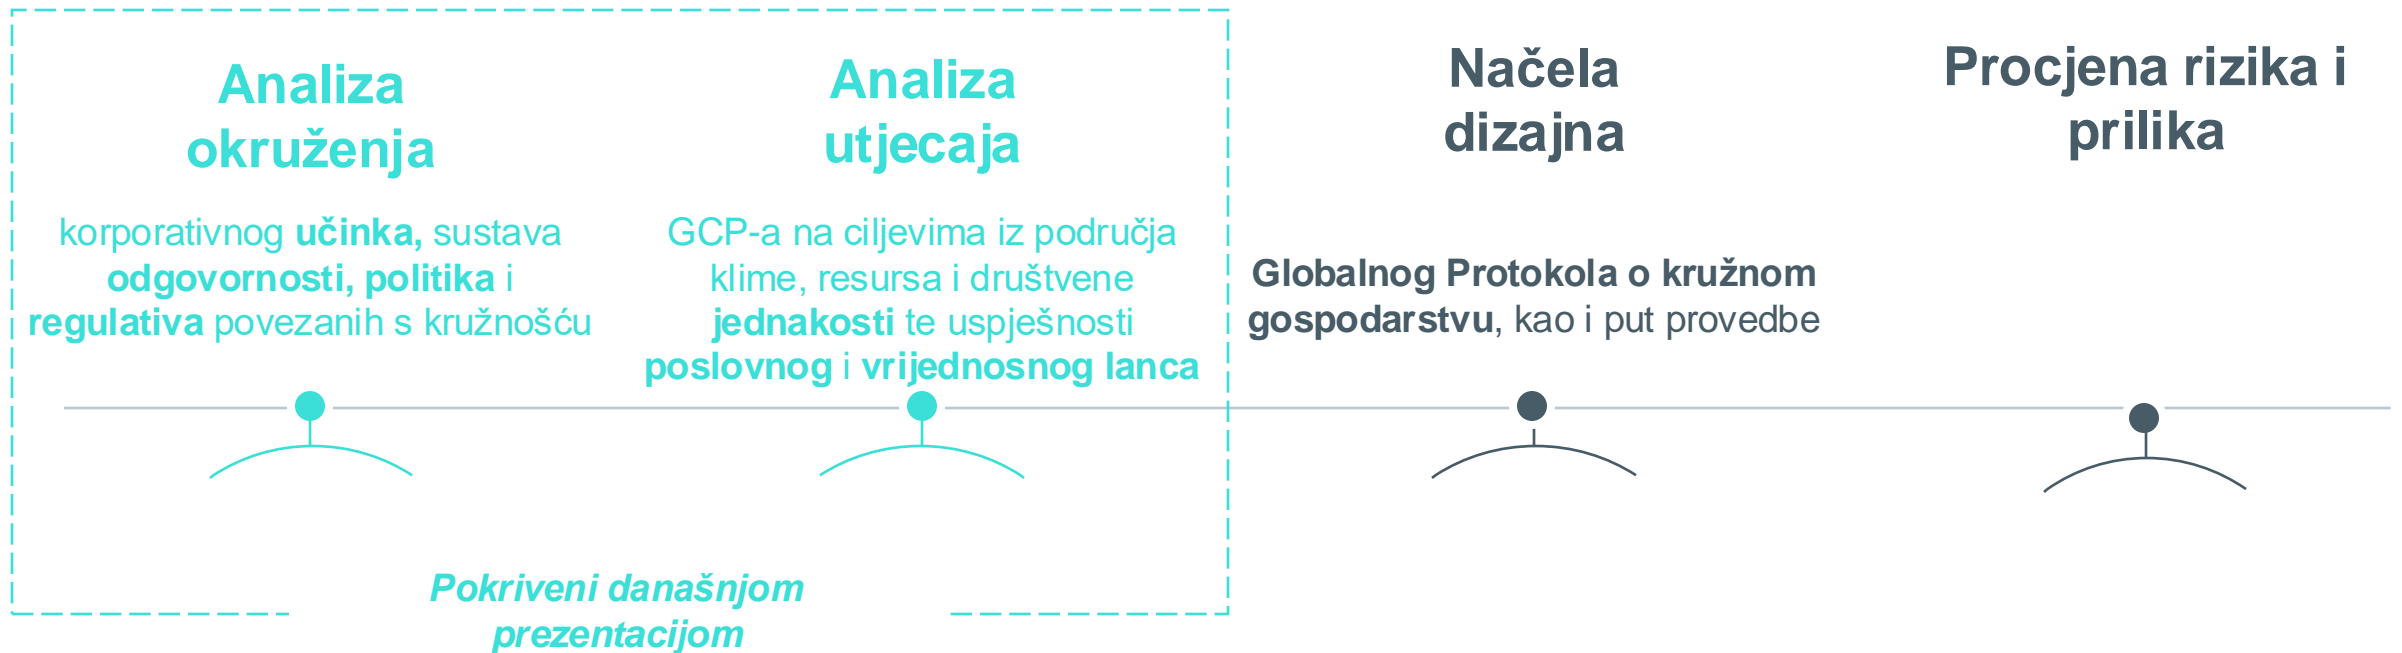 Analiza
okruženja
korporativnog učinka, sustava
odgovornosti, politika i
regulativa povezanih s kružnošću
Analiza
utjecaja
GCP-a na ciljevima iz područja
klime, resursa i društvene
jednakosti te uspješnosti
poslovnog i vrijednosnog lanca
Načela
dizajna
Globalnog Protokola o kružnom
gospodarstvu, kao i put provedbe
Procjena rizika i
prilika
Pokriveni današnjom
prezentacijom